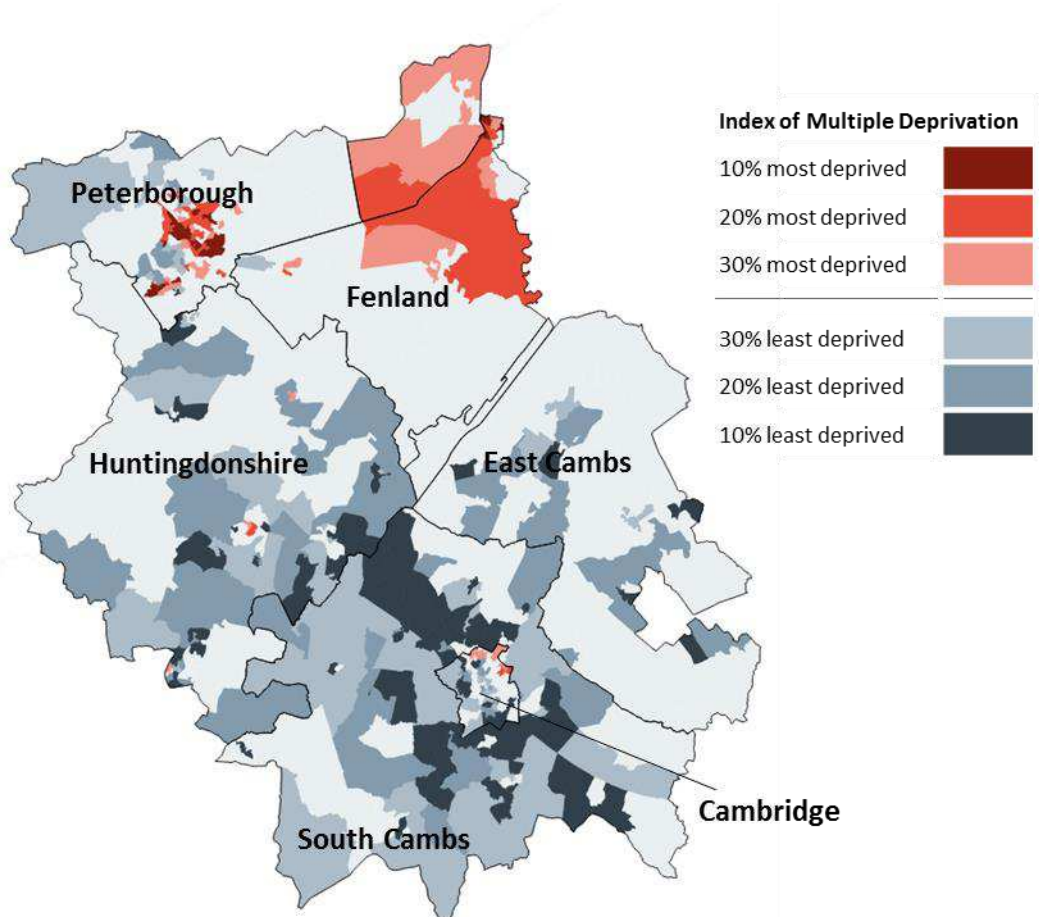 Index of Multiple Deprivation
10% most deprived
20% most deprived
30% most deprived
30% least deprived
20% least deprived
10% least deprived
Peterborough
Fenland
Huntingdonshire
East Cambs
Cambridge
South Cambs